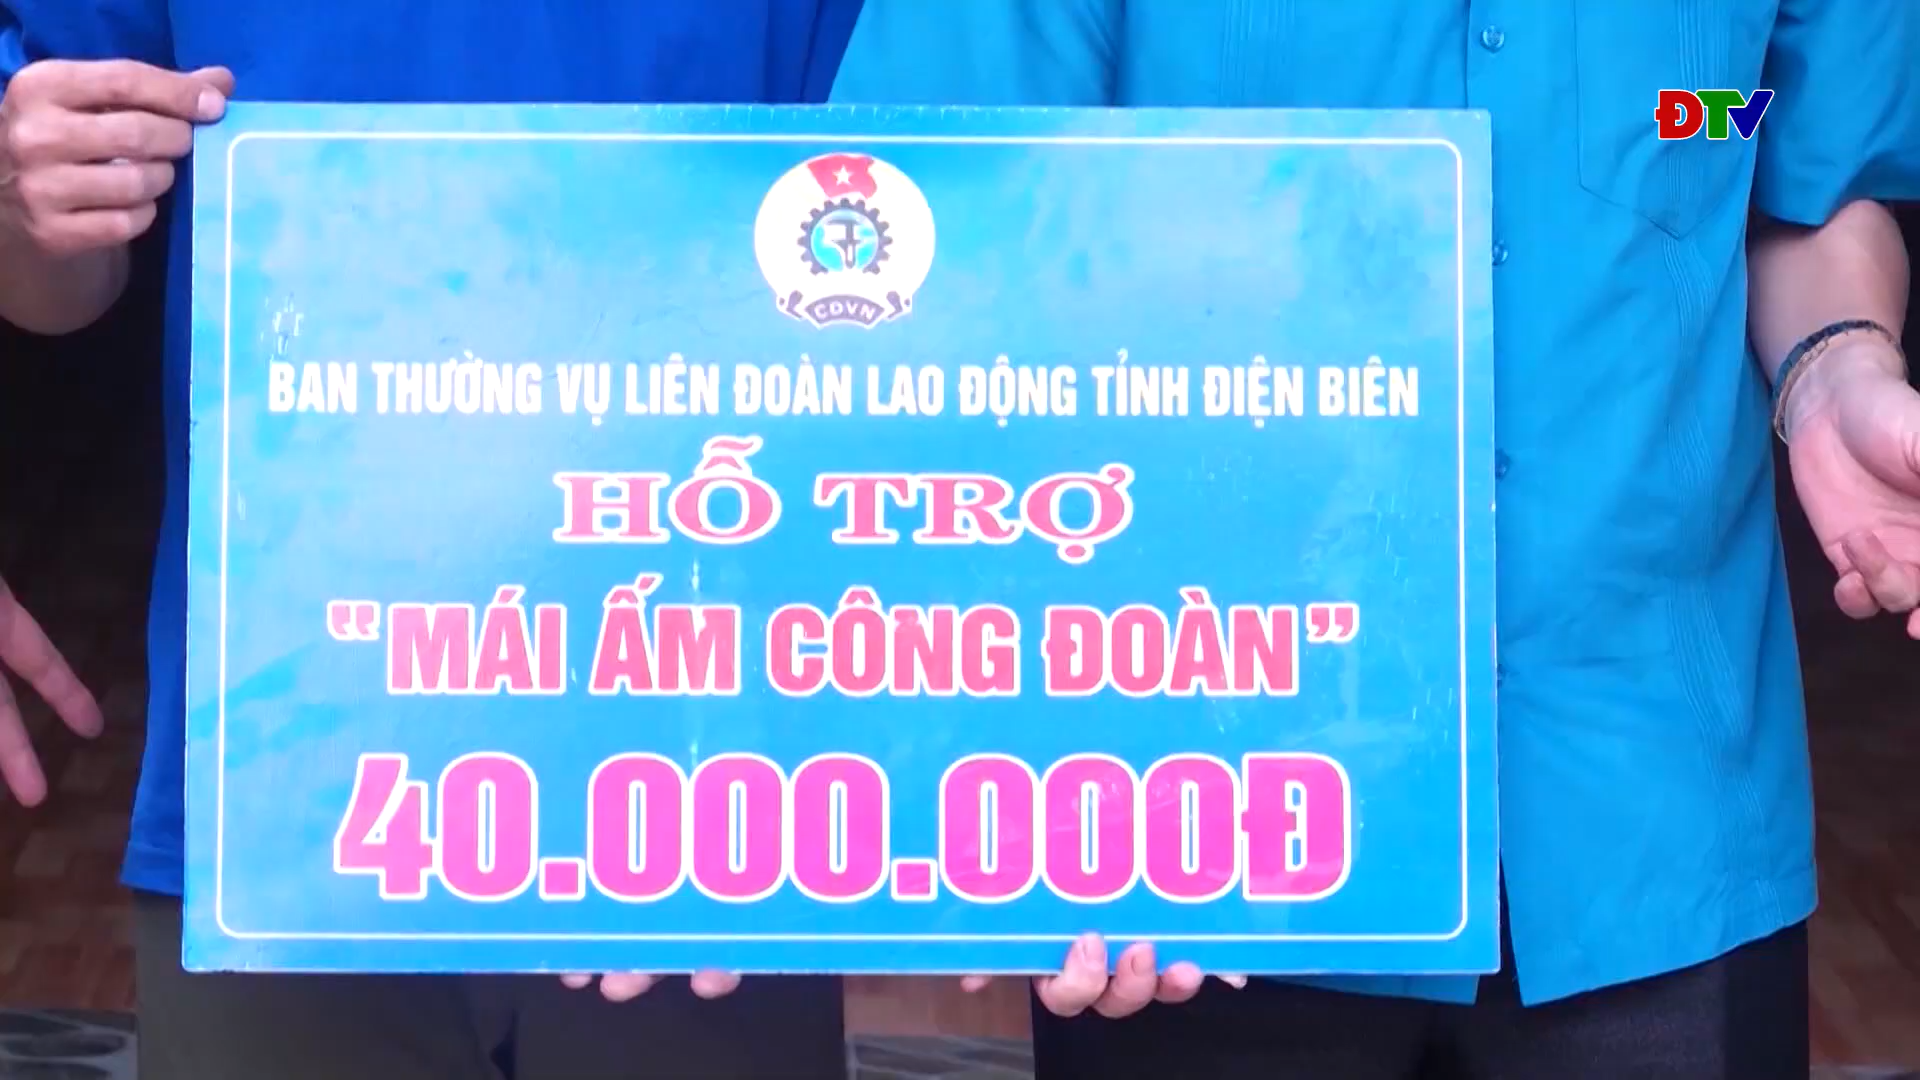 ĐTV
CĐVN
BAN THƯỜNG VỤ LIÊN ĐOÀN LAO ĐỘNG TỈNH ĐIỆN BIÊN
HỖ TRỢ
"MÁI ẤM CÔNG ĐOÀN"
40.000.000Đ